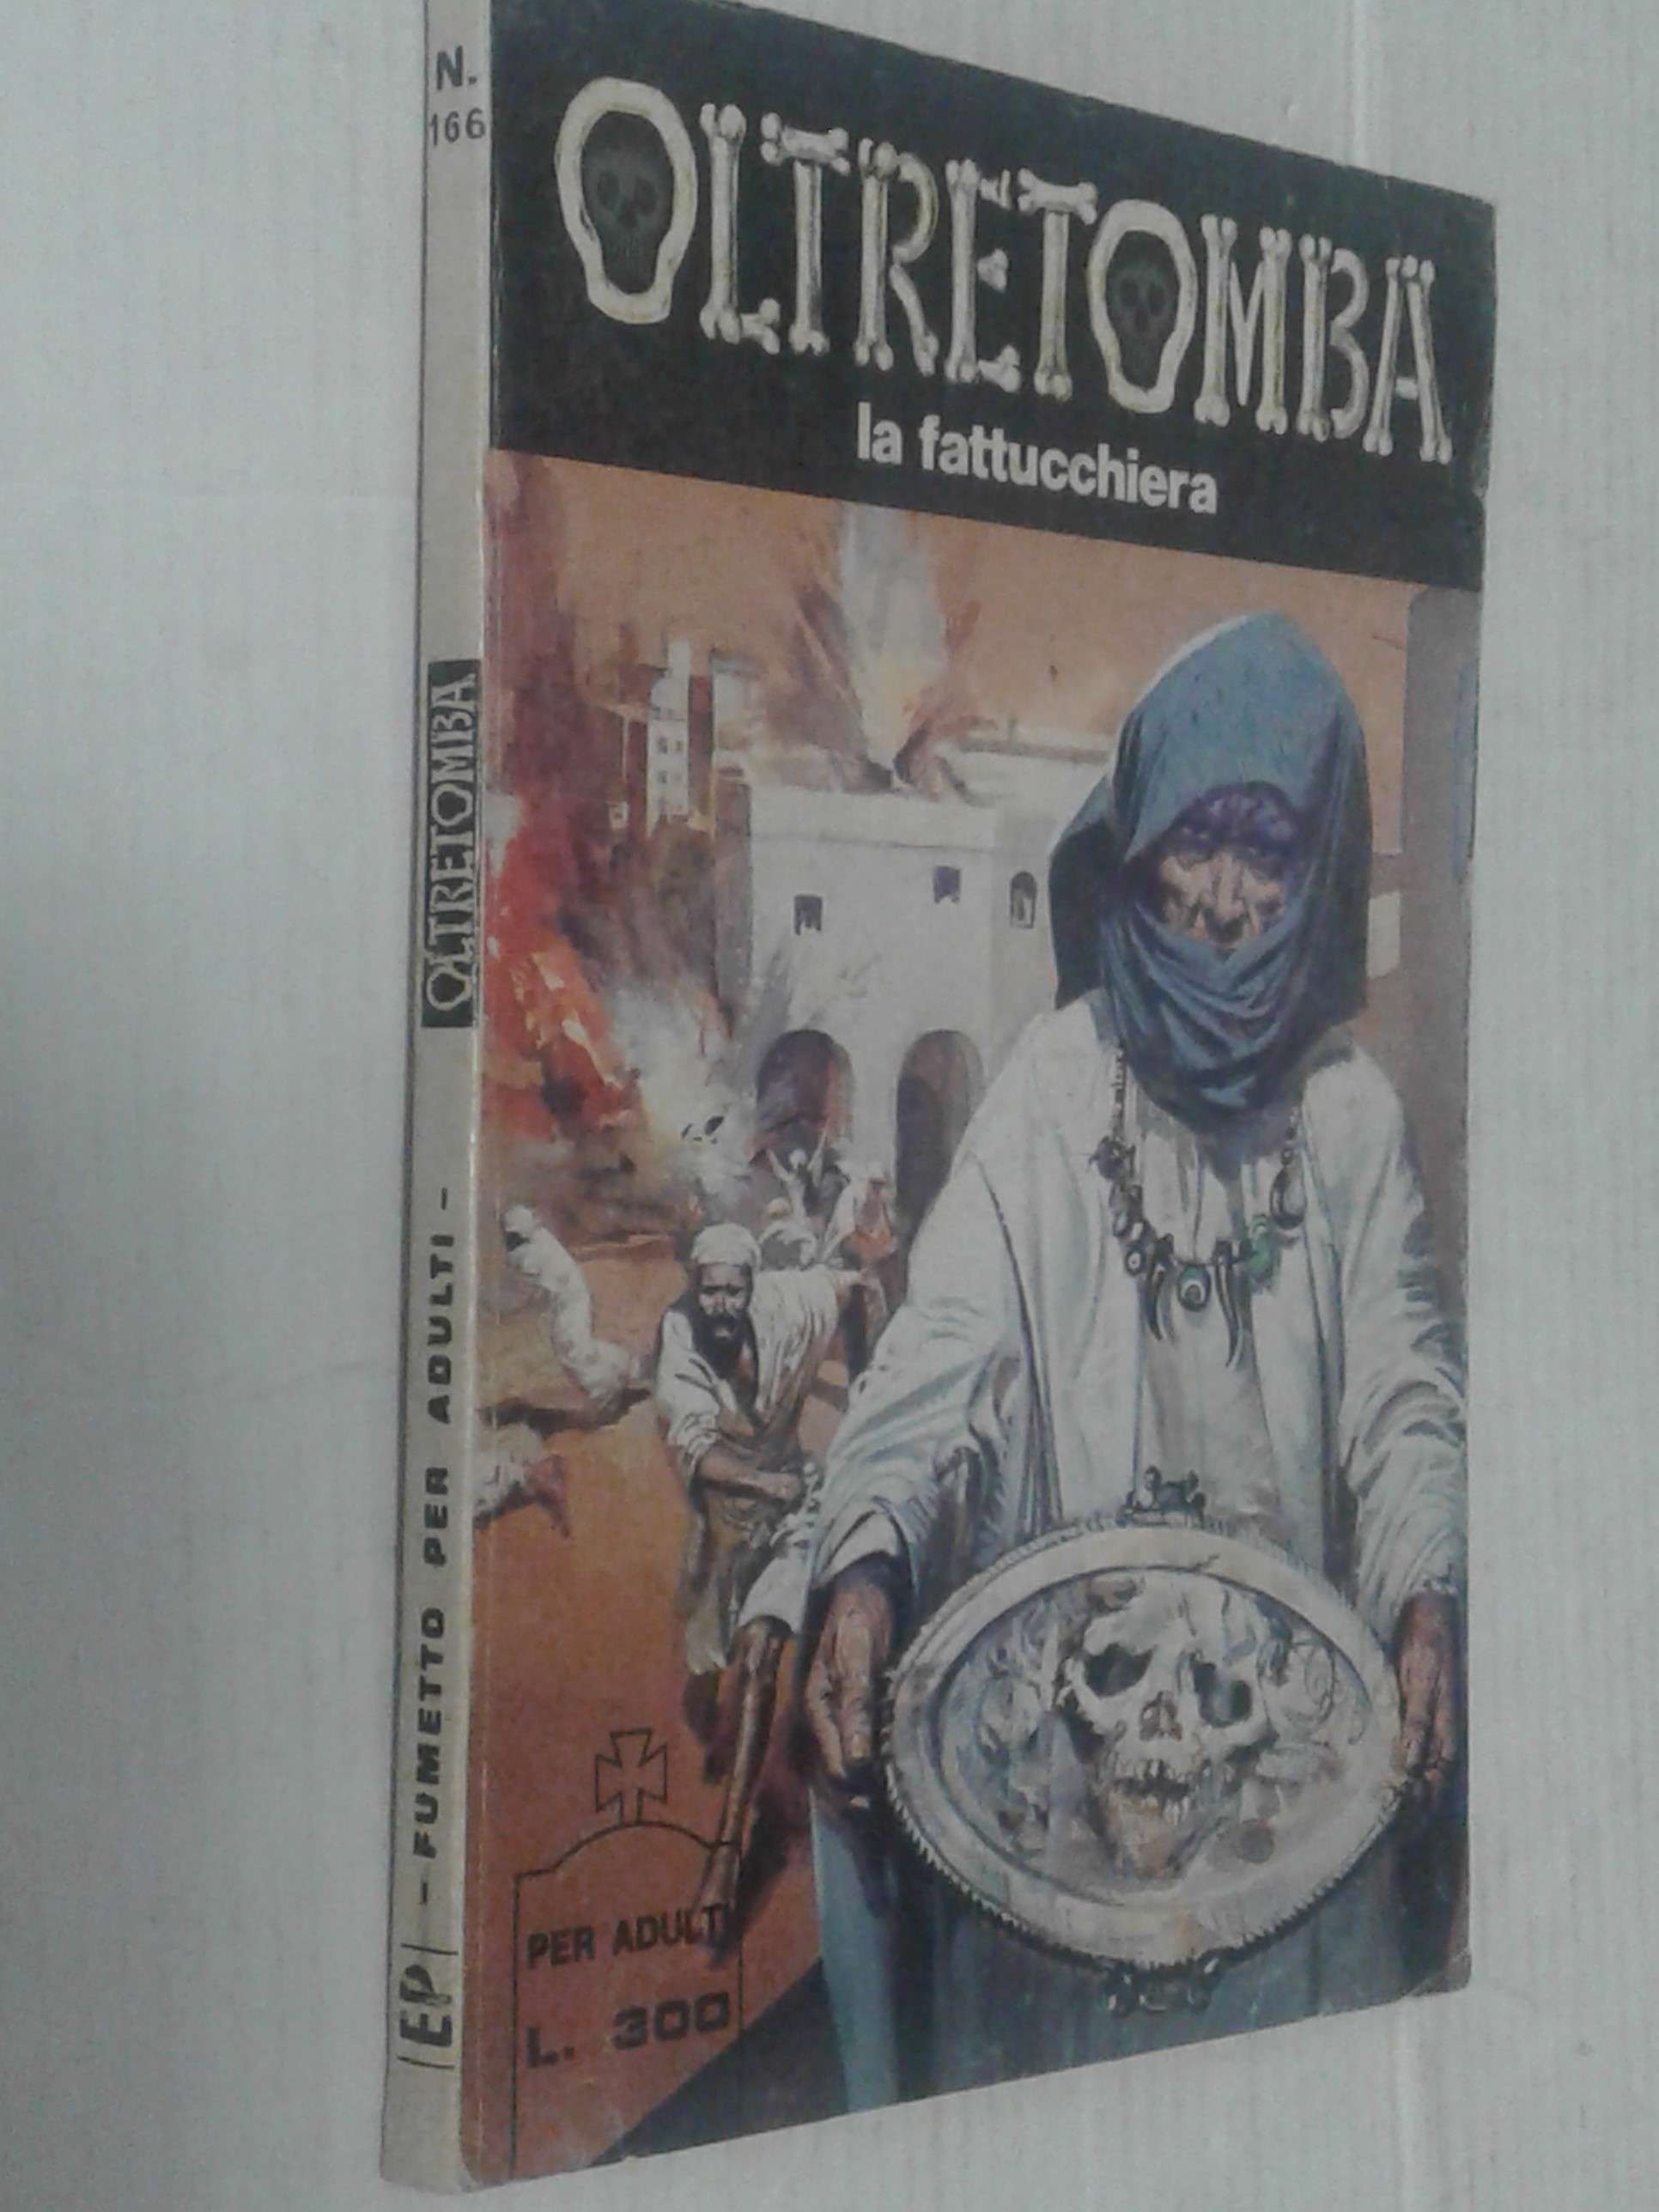 N.
166
OLTRETOMBA
la fattucchiera
OLTRETOMBA
EP - FUMETTO PER ADULTI -
PER ADULTI
L. 300